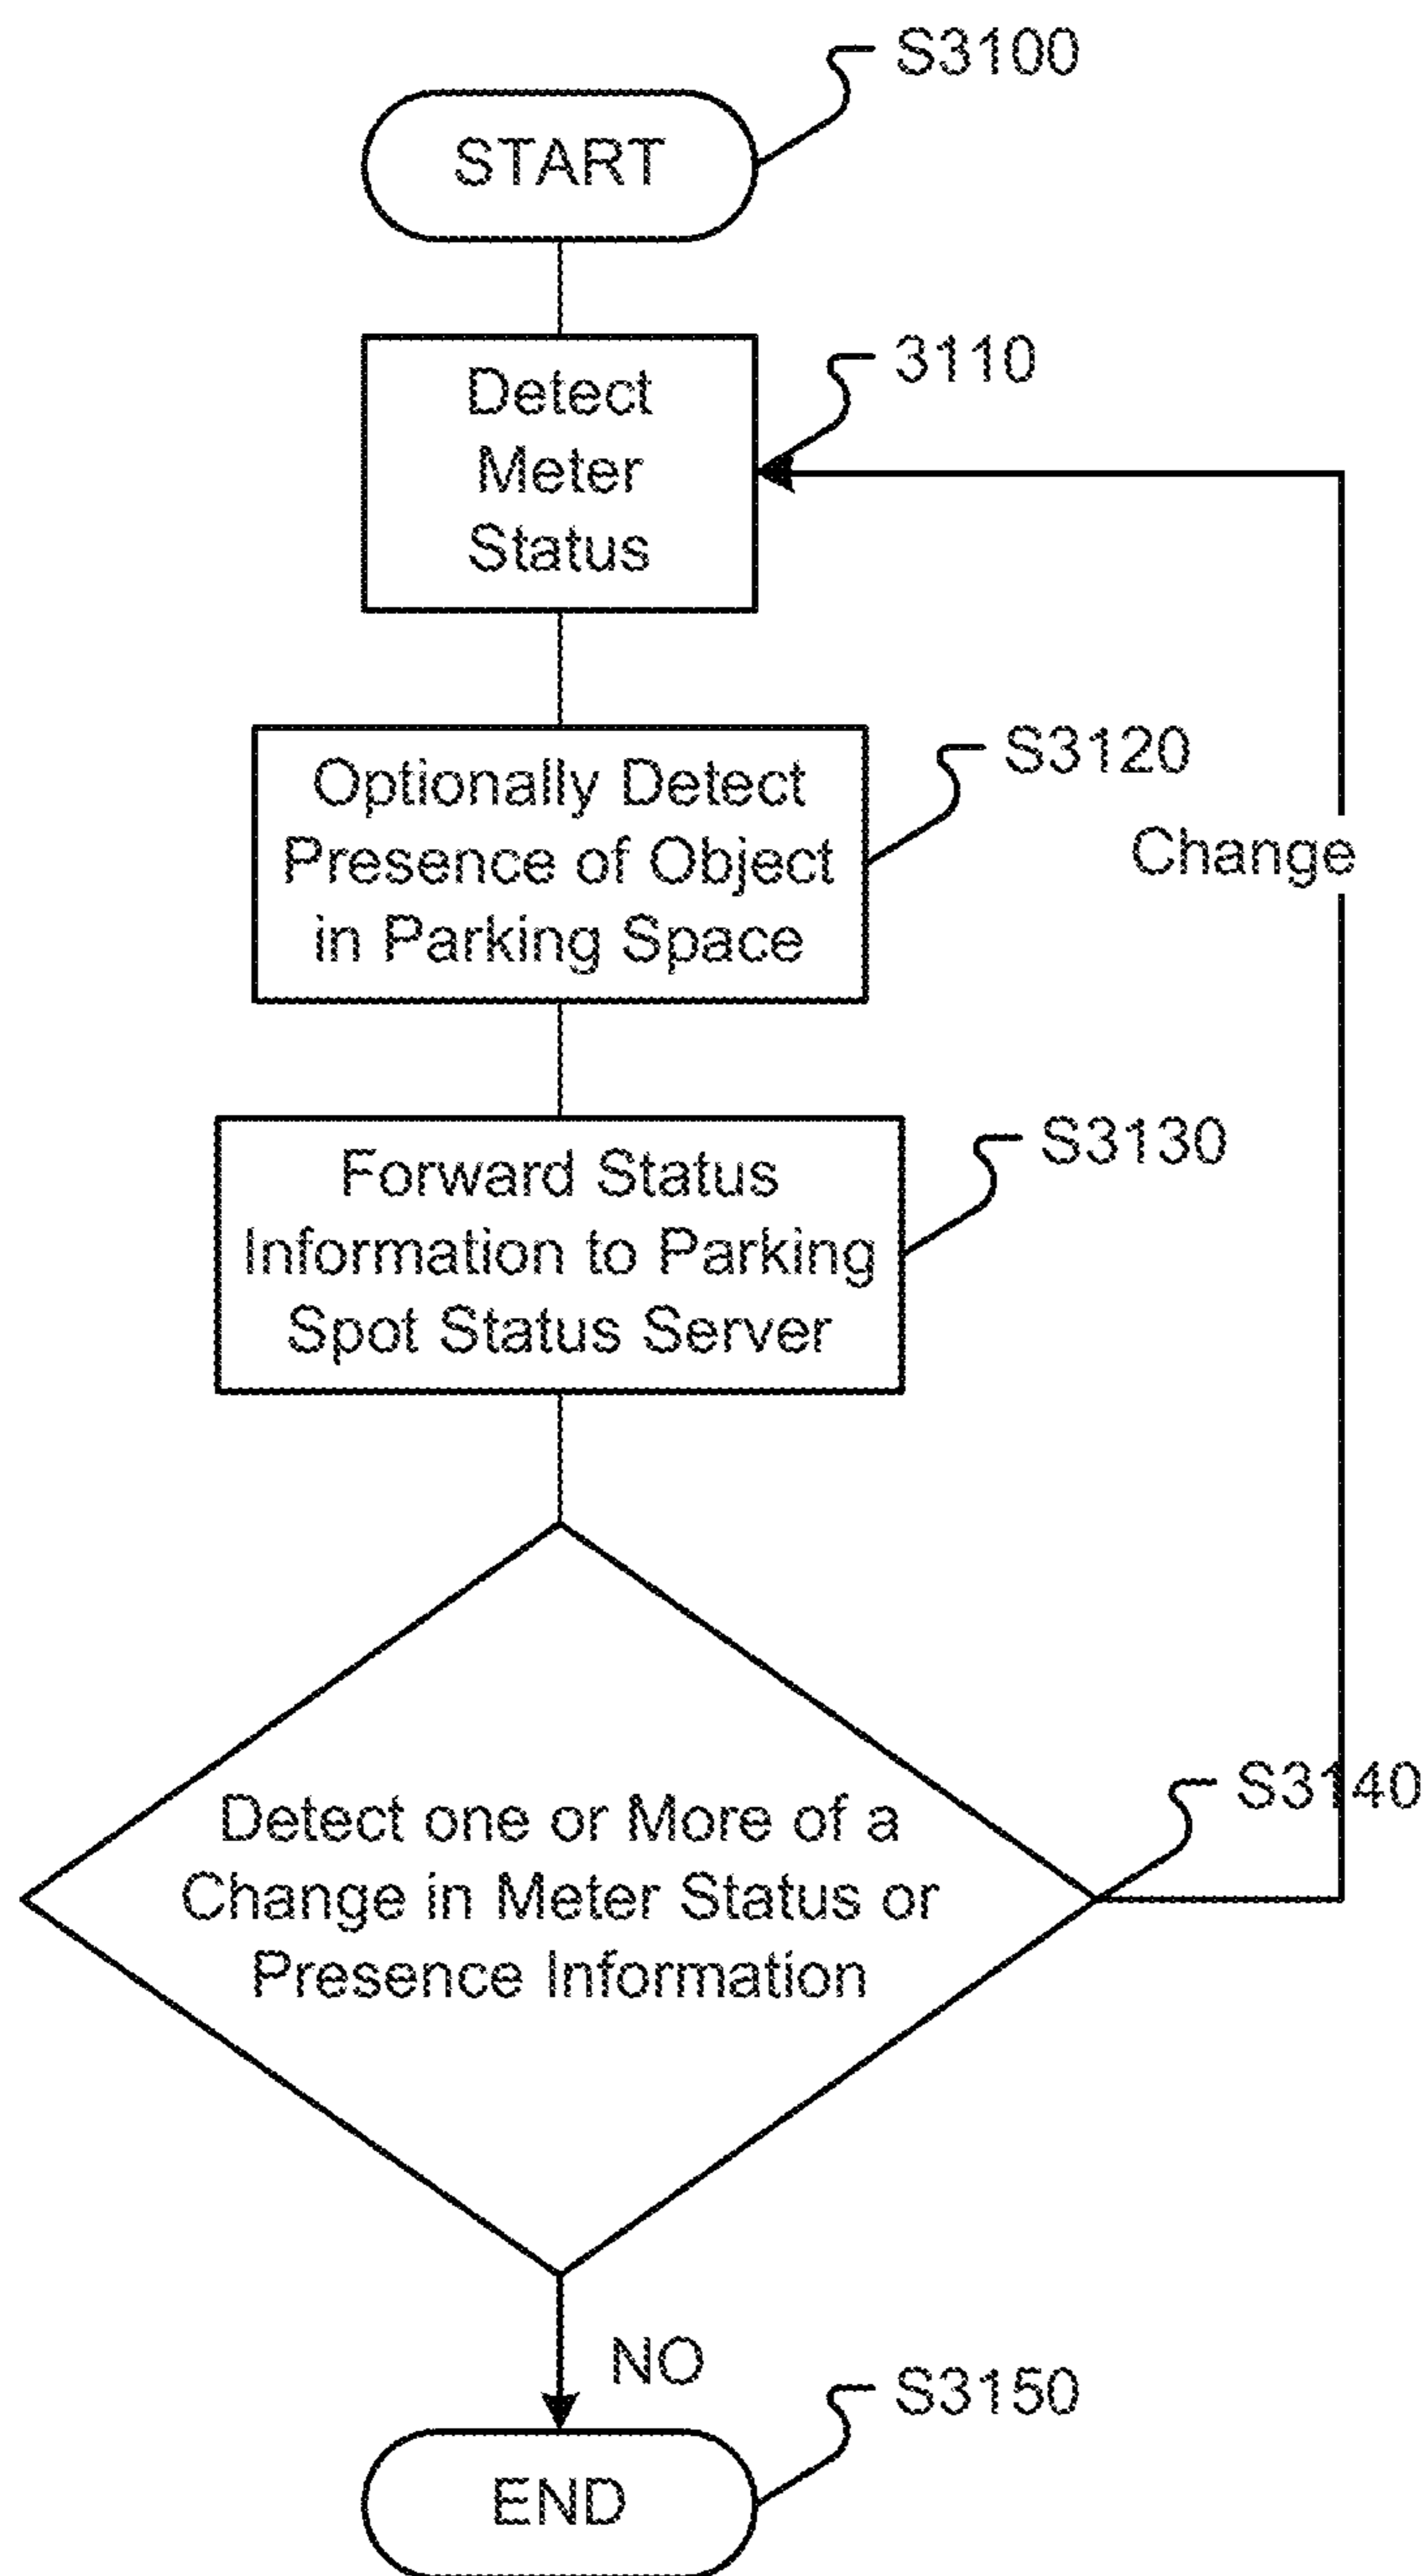 S3100
START
3110
Detect
Meter
Status
S3120
Optionally Detect
Presence of Object
in Parking Space
Change
S3130
Forward Status
Information to Parking
Spot Status Server
S3140
Detect one or More of a
Change in Meter Status or
Presence Information
NO
S3150
END